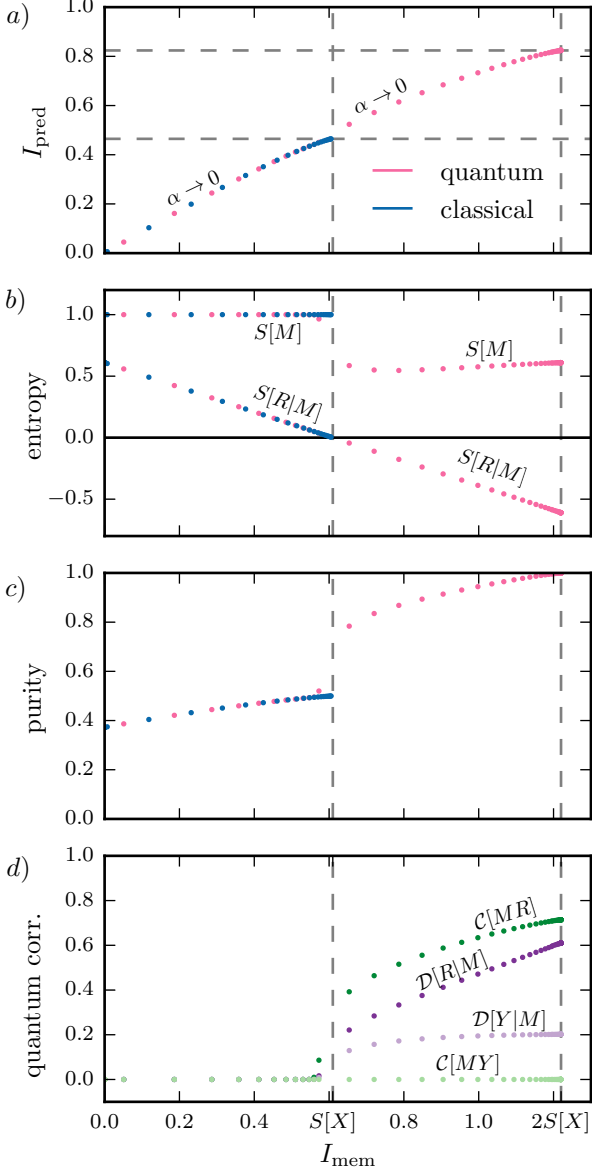 a)
1.0
0.8
0.6
0.4
0.2
0.0
I_pred
α → 0
α → 0
quantum
classical
b)
1.0
0.5
0.0
−0.5
entropy
S[M]
S[M]
S[R|M]
S[R|M]
c)
1.0
0.8
0.6
0.4
0.2
0.0
purity
d)
1.0
0.8
0.6
0.4
0.2
0.0
quantum corr.
C[MR]
D[R|M]
D[Y|M]
C[MY]
0.0 0.2 0.4 S[X] 0.8 1.0 2S[X]
I_mem